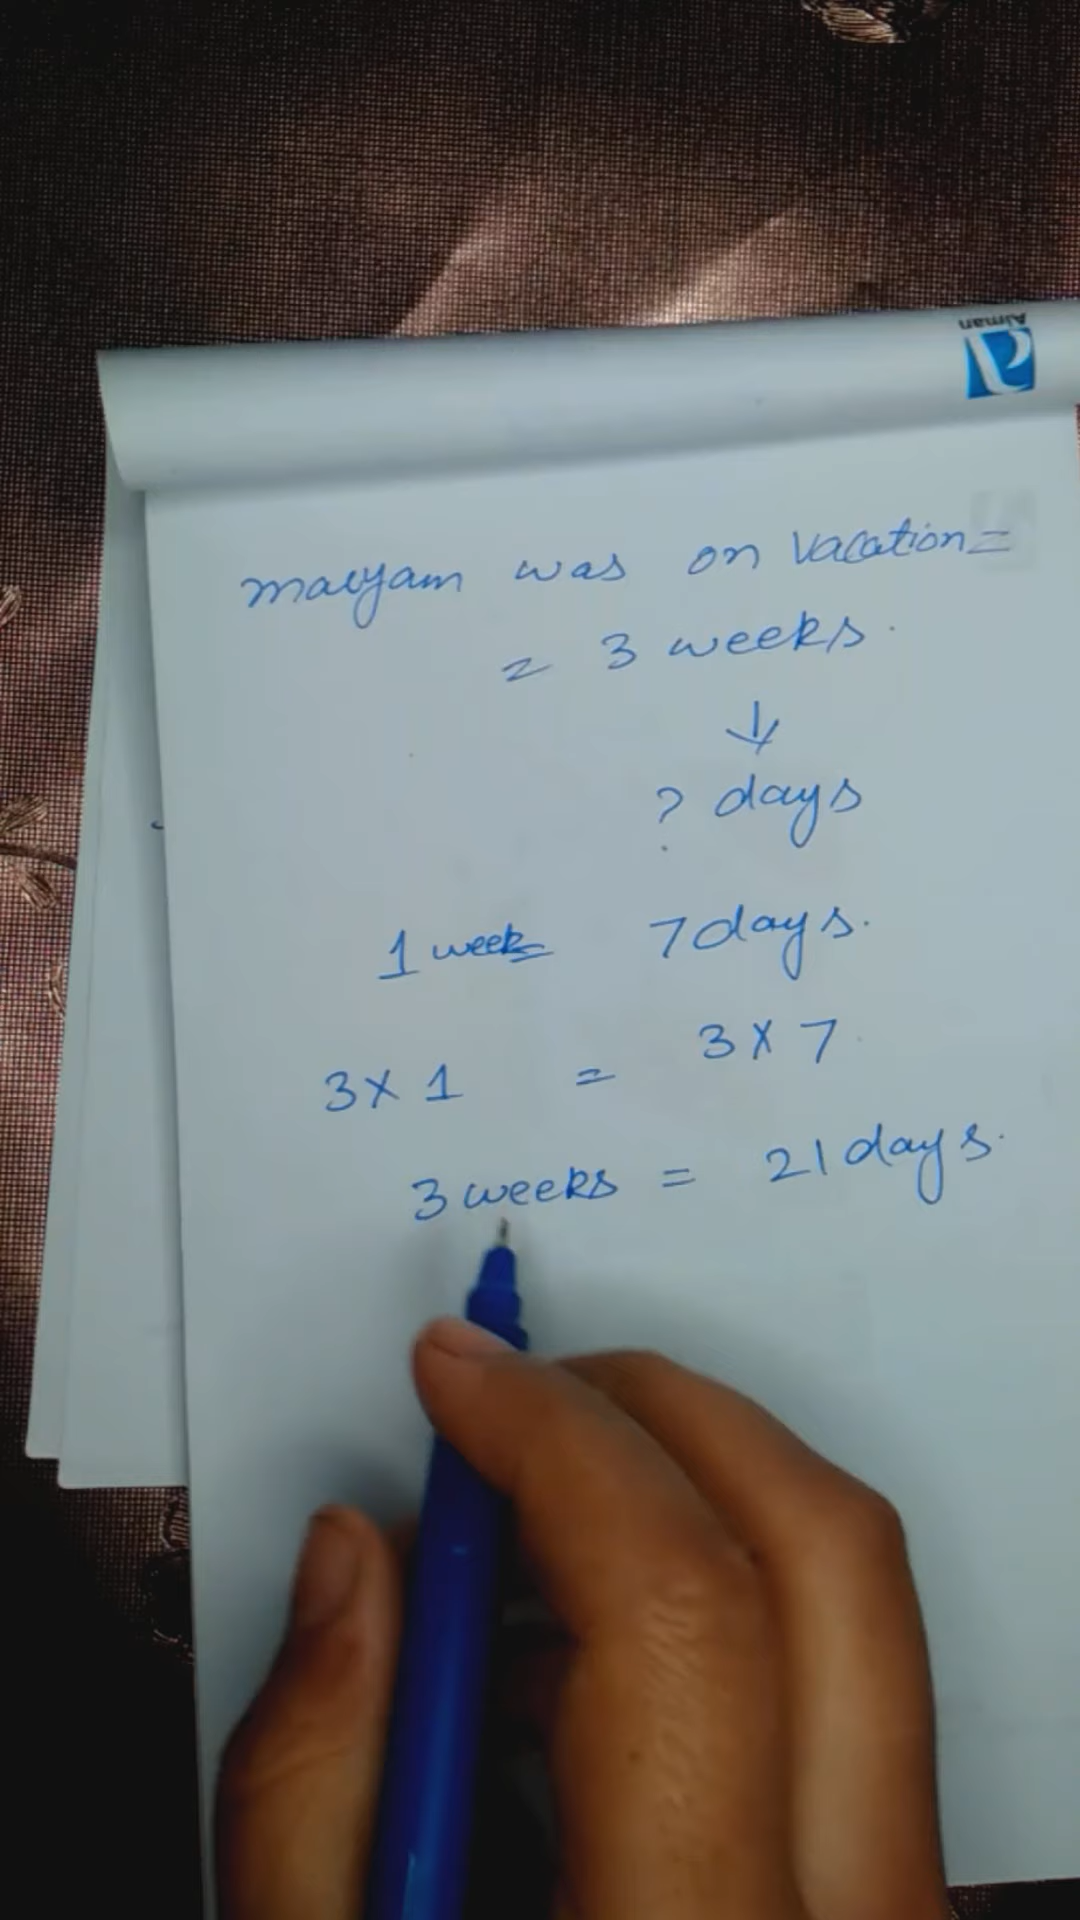 Aiman
maryam was on vacation =
= 3 weeks.
↓
? days
1 week 7 days.
3 X 1 = 3 X 7
3 weeks = 21 days.